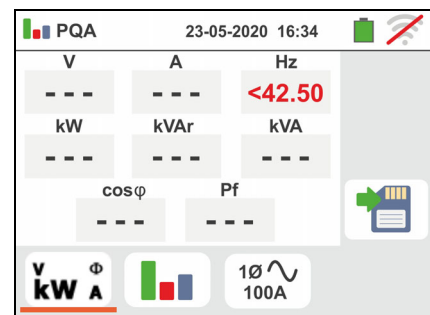 PQA 23-05-2020 16:34
V A Hz
- - - - - - <42.50
kW kVAr kVA
- - - - - - - - -
cosφ Pf
- - - - - -
V Φ
kW A
1Ø
100A